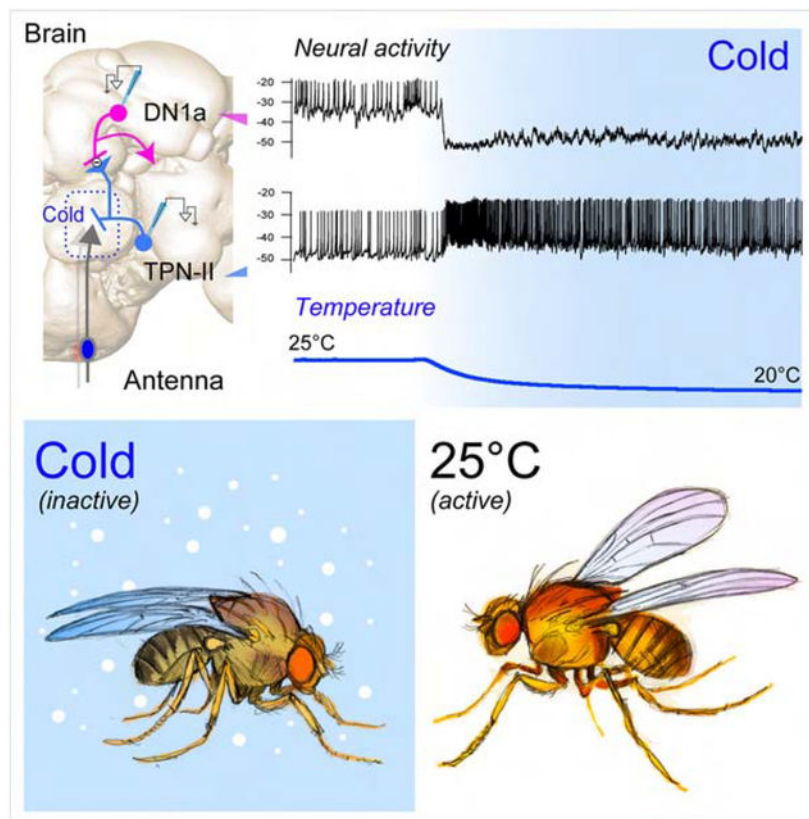 Brain
DN1a
Cold
TPN-II
Antenna
Neural activity
Cold
-20
-30
-40
-50
-20
-30
-40
-50
Temperature
25°C
20°C
Cold
(inactive)
25°C
(active)